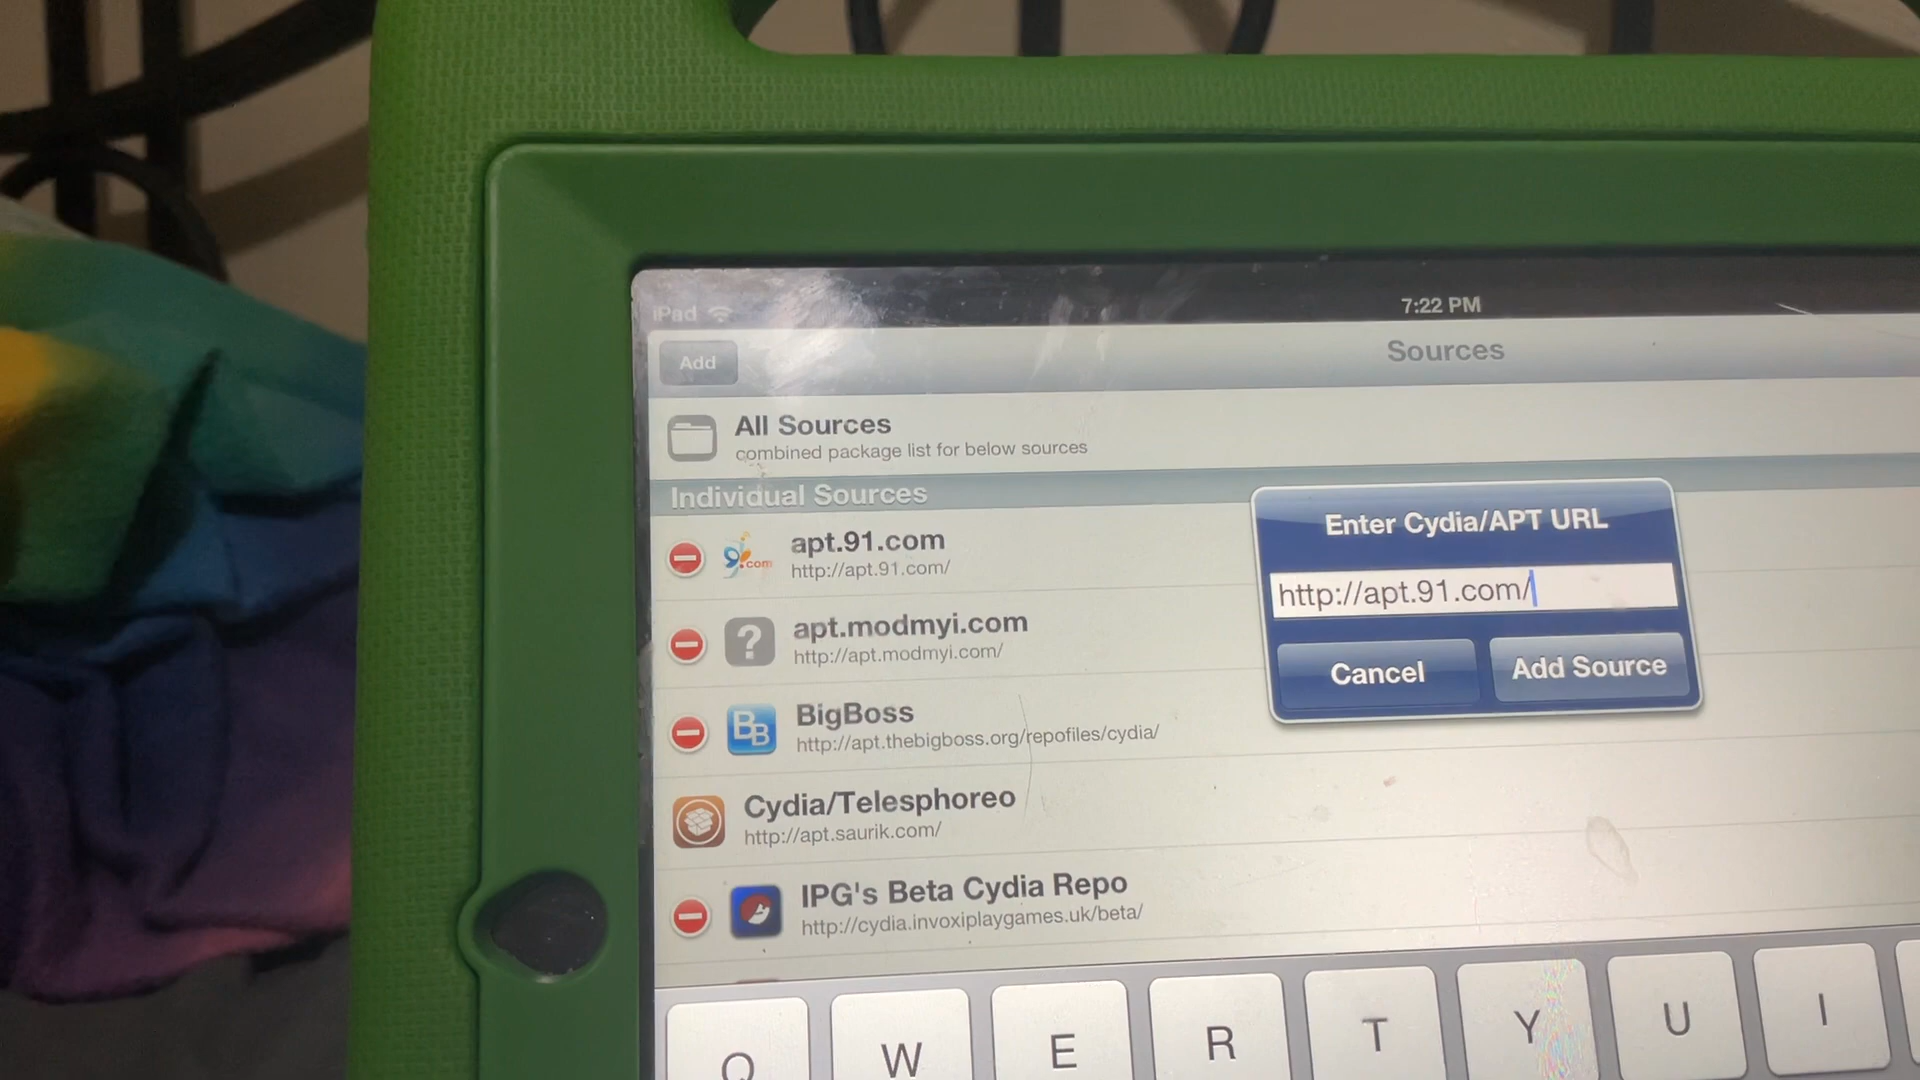 iPad
7:22 PM
Add
Sources
All Sources
combined package list for below sources
Individual Sources
apt.91.com
http://apt.91.com/
apt.modmyi.com
http://apt.modmyi.com/
BigBoss
http://apt.thebigboss.org/repofiles/cydia/
Cydia/Telesphoreo
http://apt.saurik.com/
IPG's Beta Cydia Repo
http://cydia.invoxiplaygames.uk/beta/
Enter Cydia/APT URL
http://apt.91.com/
Cancel
Add Source
Q W E R T Y U I